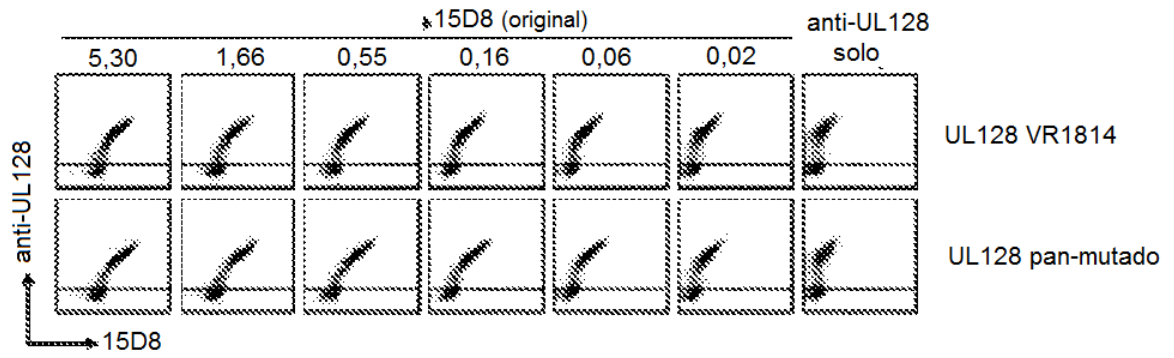 15D8 (original)
anti-UL128
solo
5,30 1,66 0,55 0,16 0,06 0,02
UL128 VR1814
UL128 pan-mutado
anti-UL128
15D8